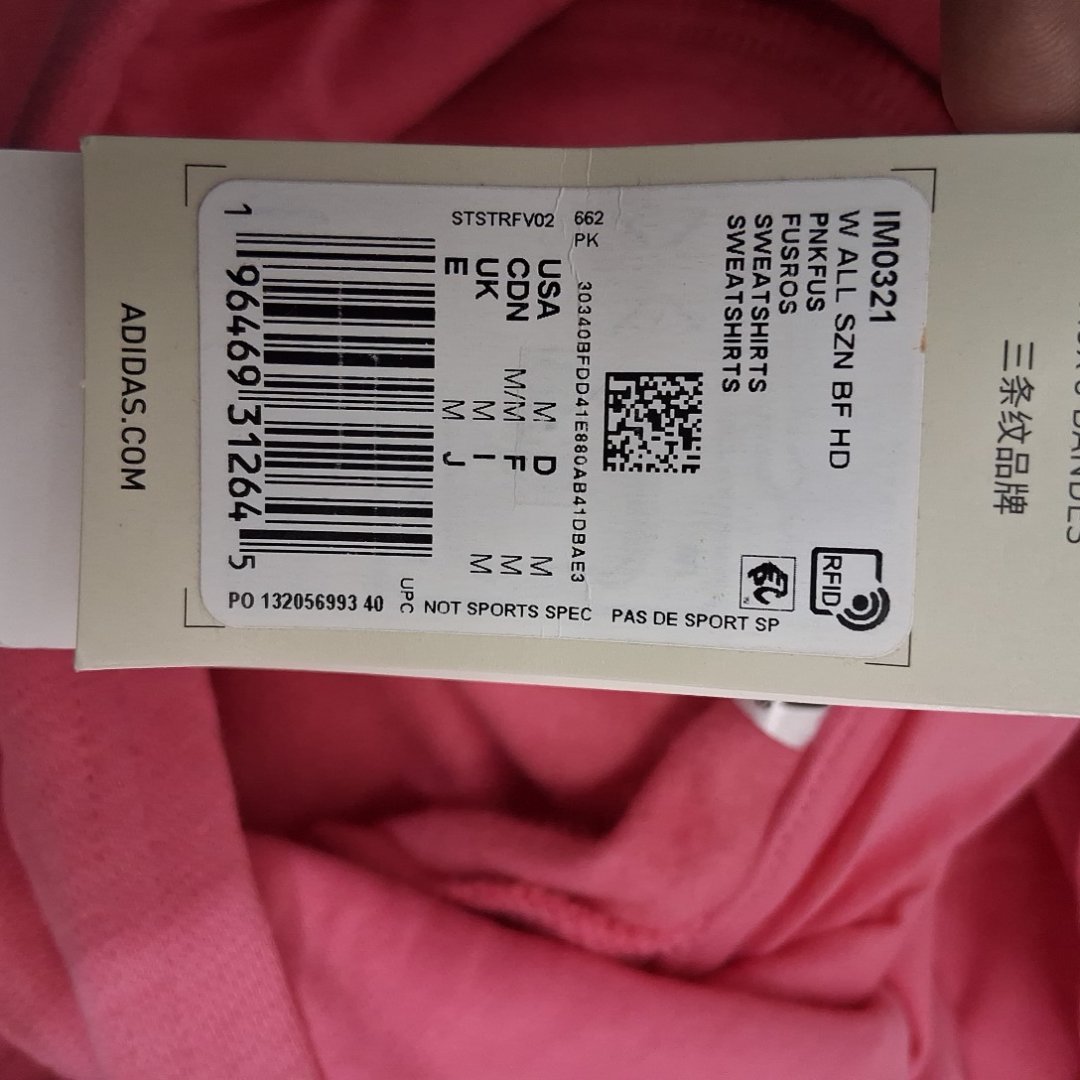 IM0321
W ALL SZN BF HD
PNKFUS
FUSROS
SWEATSHIRTS
SWEATSHIRTS
RFID
662
PK
STSTRFV02
30340BFDD41E880AB41DBAE3
USA M D M
CDN M/M F M
UK M I M
E M J
NOT SPORTS SPEC PAS DE SPORT SP
UPC
1 96469 31264 5
PO 132056993 40
ADIDAS.COM
三条纹品牌